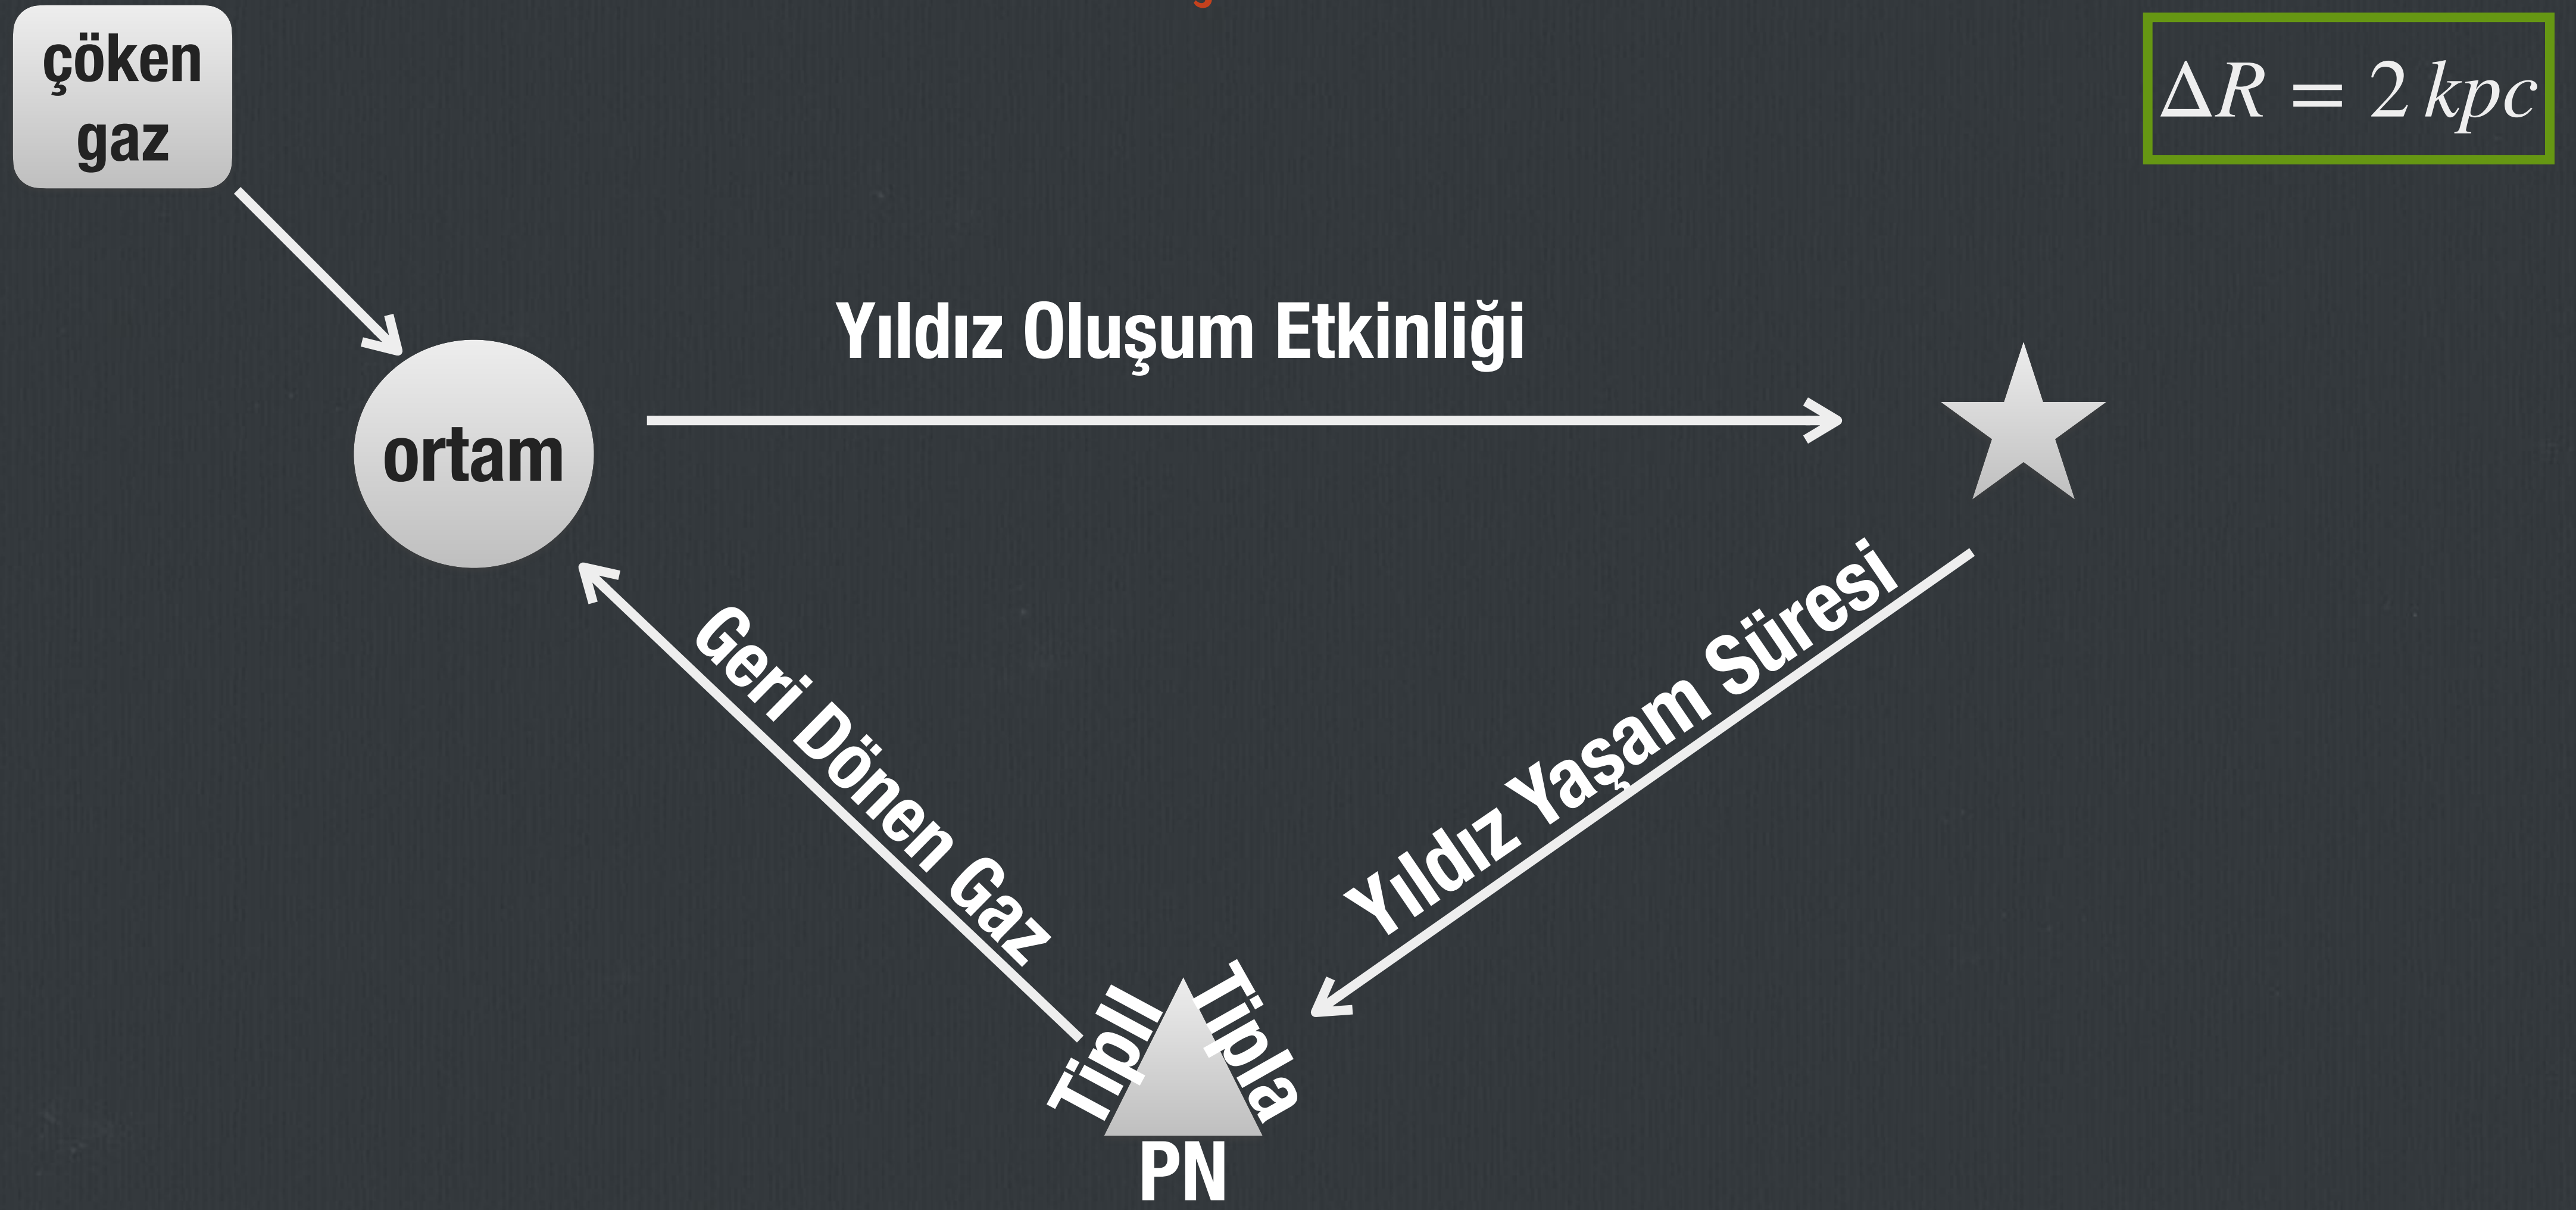 çöken
gaz
ΔR = 2 kpc
Yıldız Oluşum Etkinliği
ortam
Yıldız Yaşam Süresi
Geri Dönen Gaz
TipII
TipIa
PN